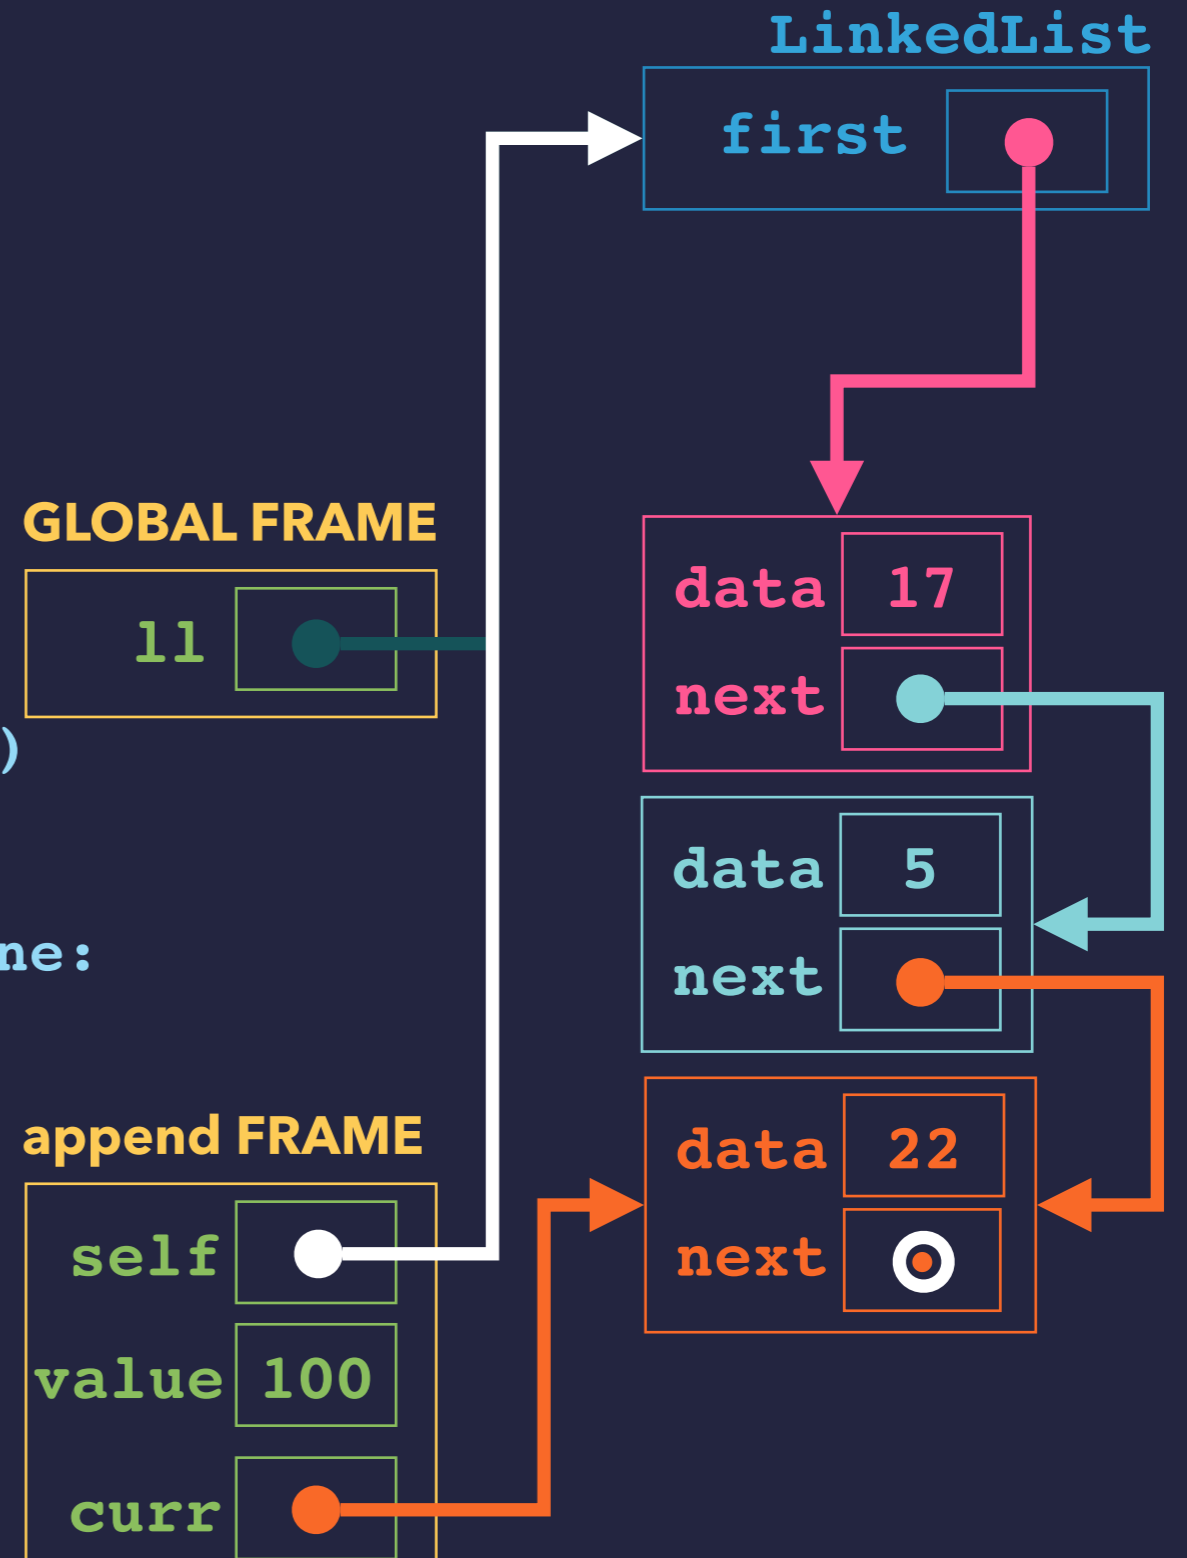 LinkedList
first
GLOBAL FRAME
ll
)
ne:
append FRAME
self
value 100
curr
data 17
next
data 5
next
data 22
next